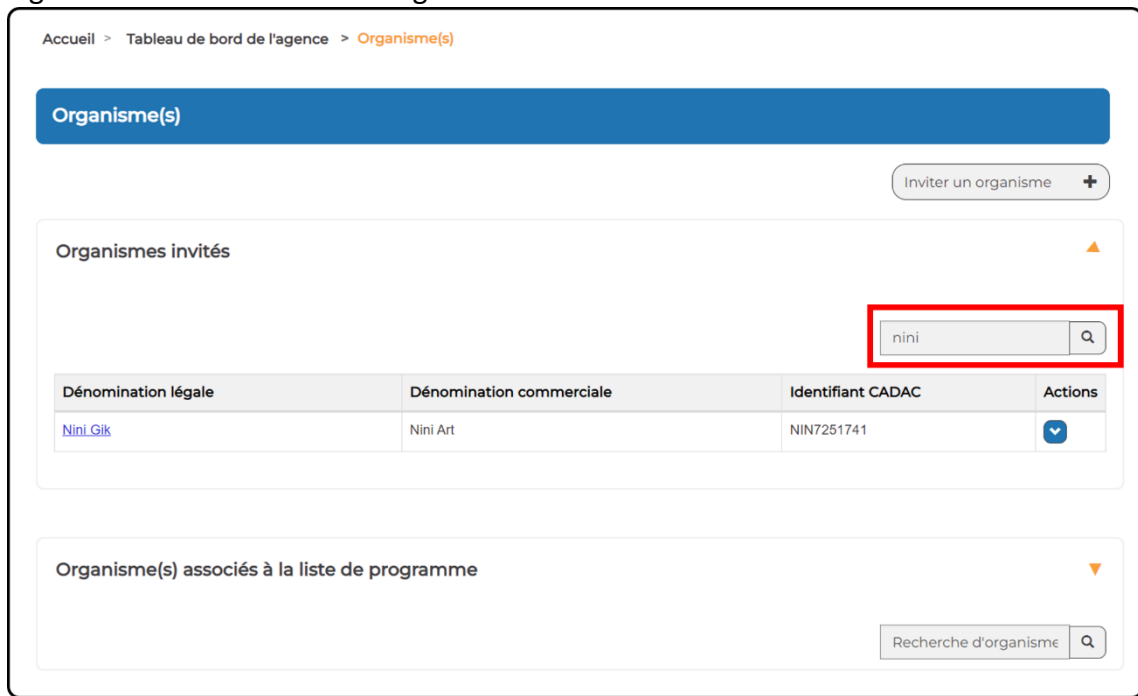 Accueil > Tableau de bord de l'agence > Organisme(s)
Organisme(s)
Inviter un organisme
Organismes invités
nini
Dénomination légale Dénomination commerciale Identifiant CADAC Actions
Nini Gik Nini Art NIN7251741
Organisme(s) associés à la liste de programme
Recherche d'organisme